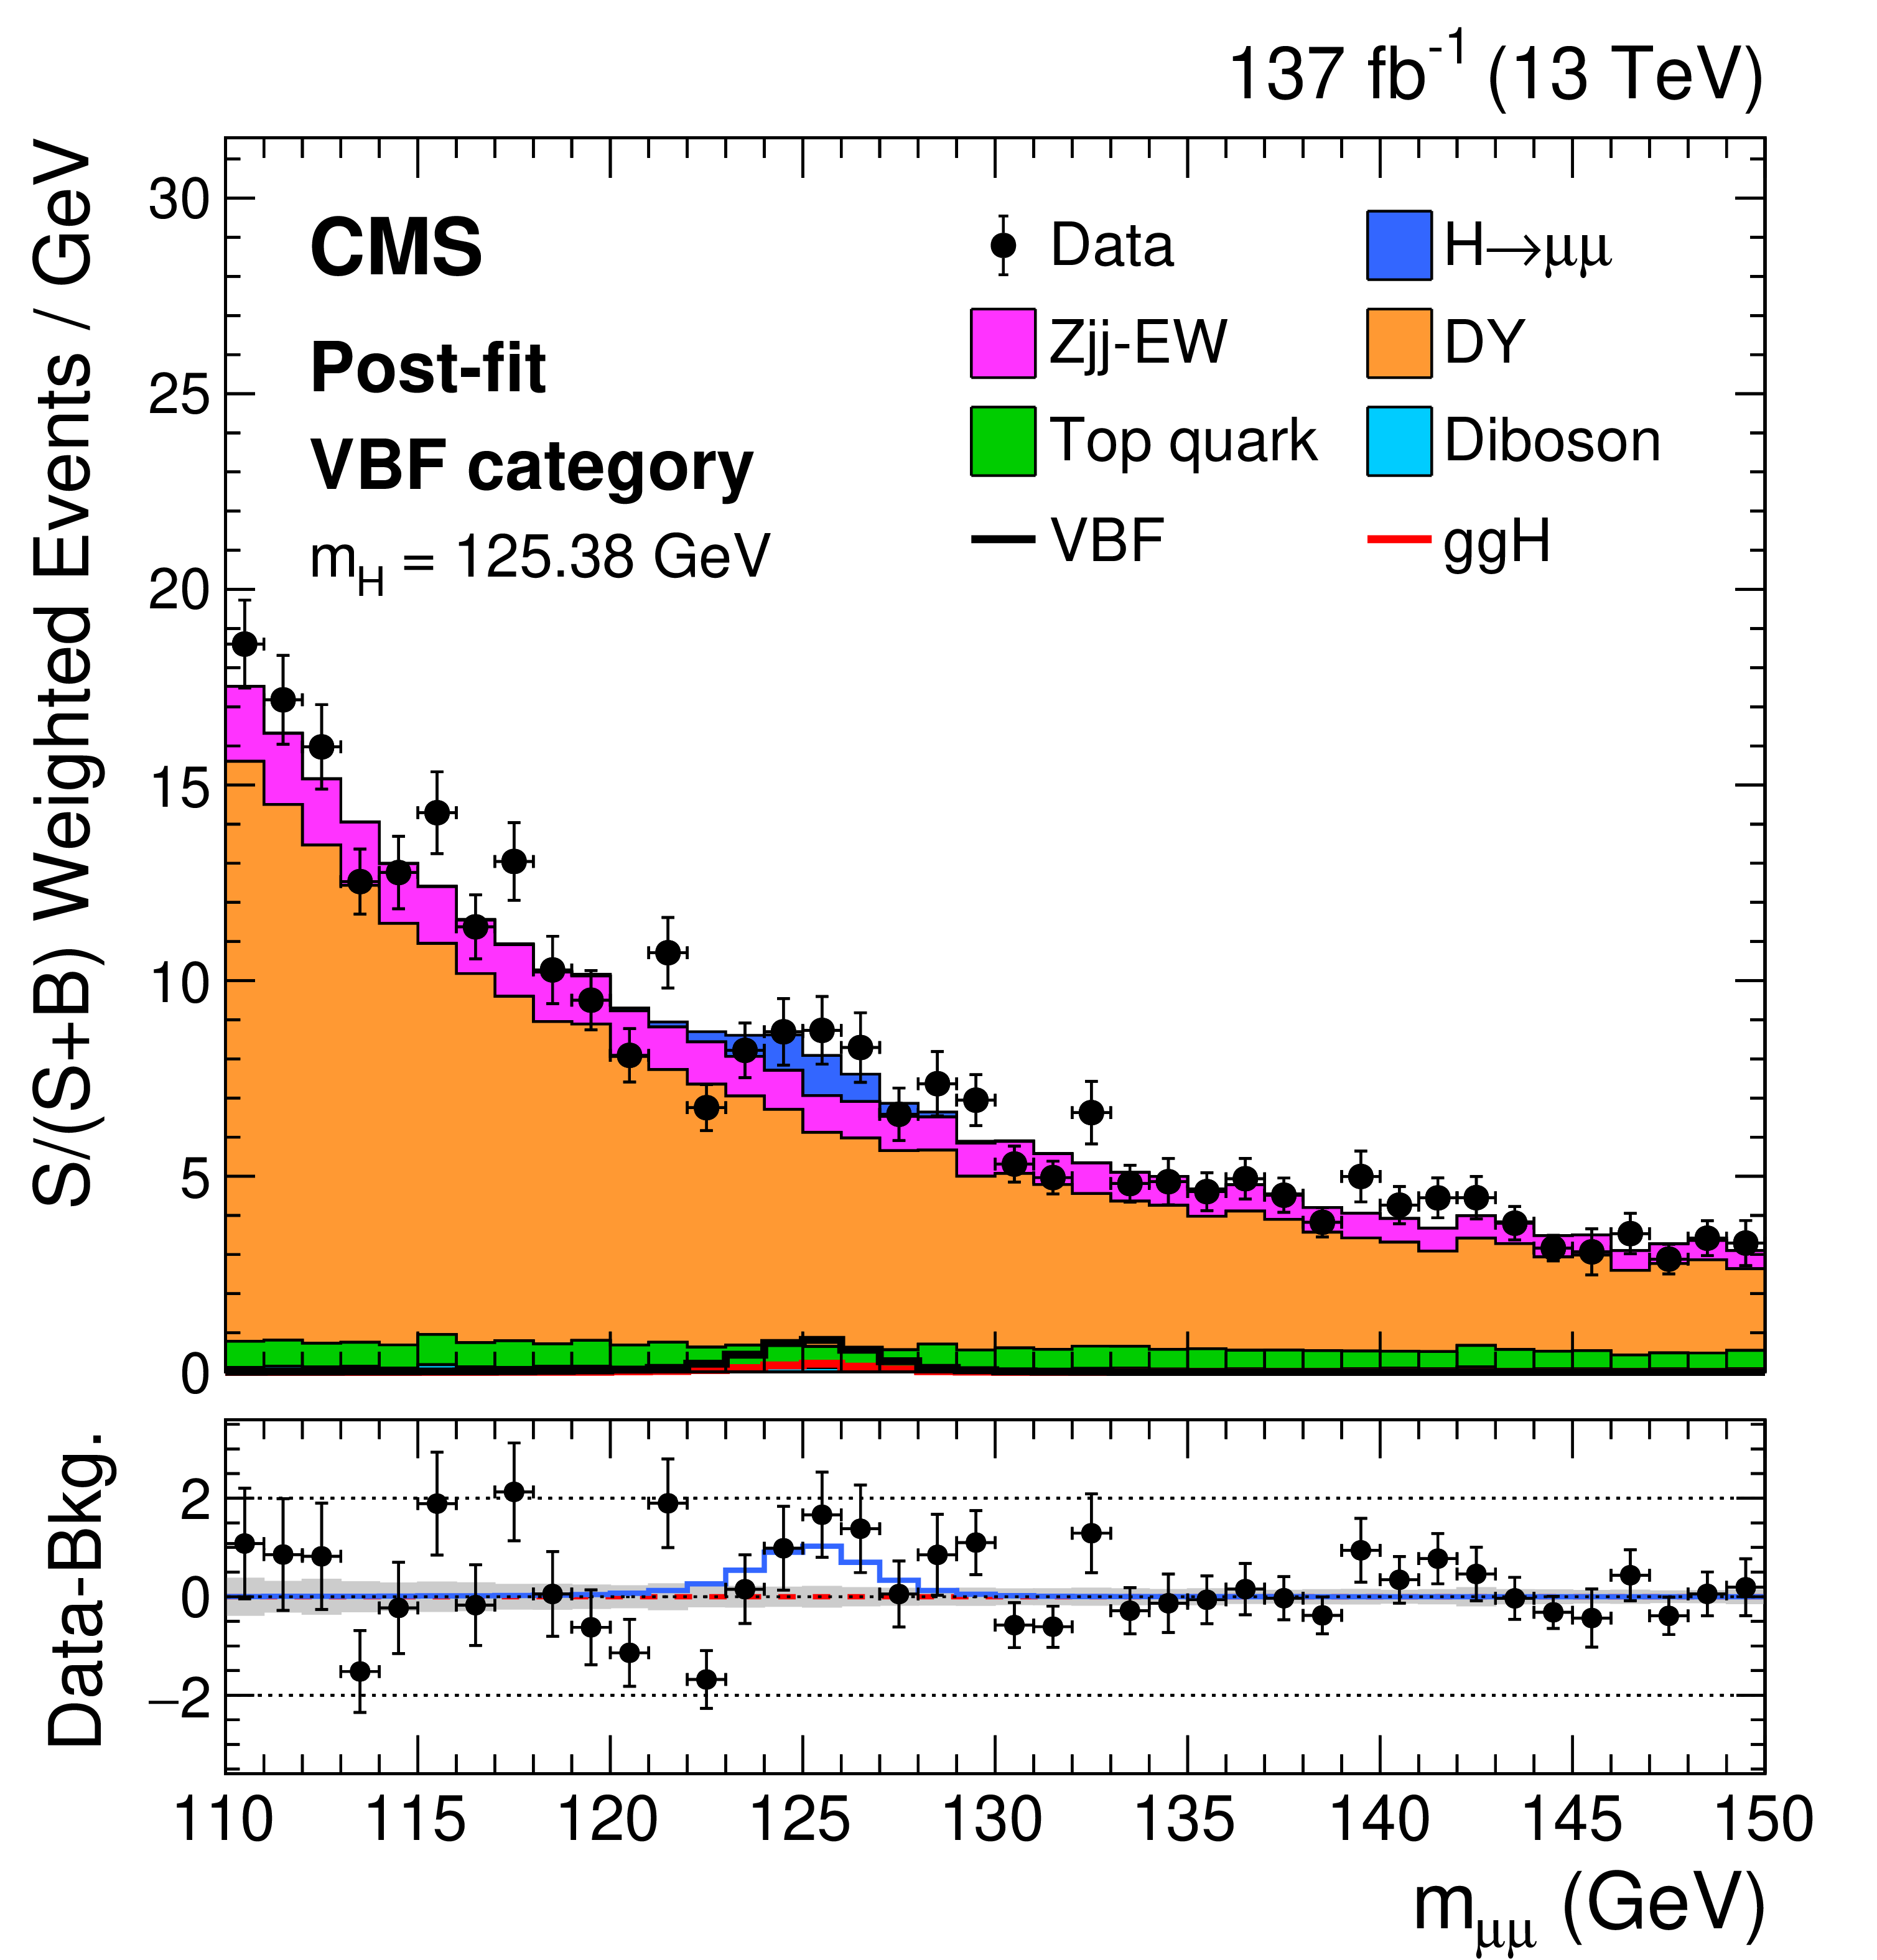 137 fb⁻¹ (13 TeV)
S/(S+B) Weighted Events / GeV
30
25
20
15
10
5
0
CMS
Post-fit
VBF category
m_H = 125.38 GeV
Data
H→μμ
Zjj-EW
DY
Top quark
Diboson
VBF
ggH
Data-Bkg.
2
0
−2
110 115 120 125 130 135 140 145 150
m_μμ (GeV)